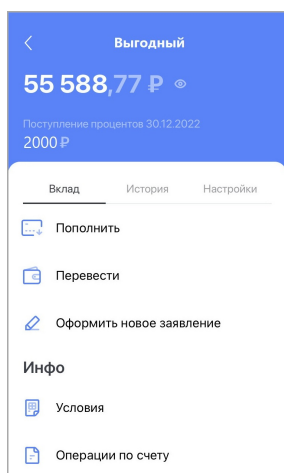 Выгодный
55 588,77 ₽
Поступление процентов 30.12.2022
2000 ₽
Вклад История Настройки
Пополнить
Перевести
Оформить новое заявление
Инфо
Условия
Операции по счету